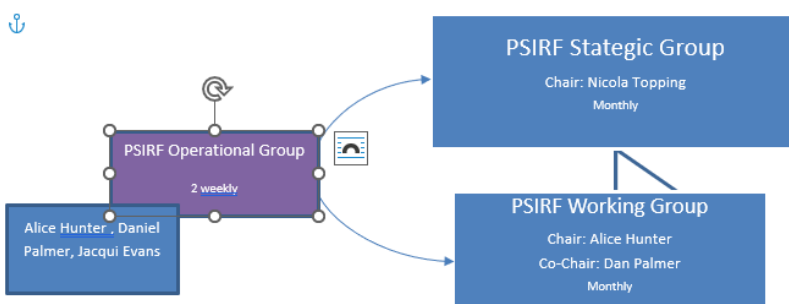 PSIRF Stategic Group
Chair: Nicola Topping
Monthly
PSIRF Operational Group
2 weekly
Alice Hunter , Daniel
Palmer, Jacqui Evans
PSIRF Working Group
Chair: Alice Hunter
Co-Chair: Dan Palmer
Monthly